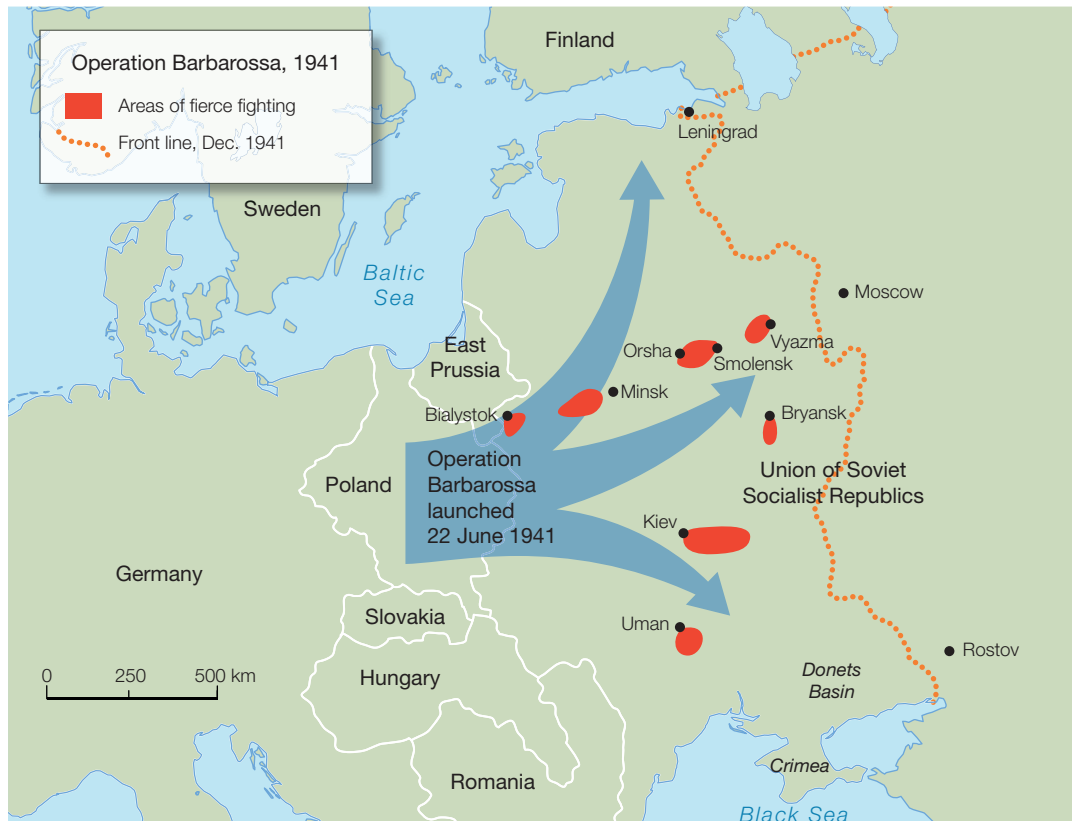 Operation Barbarossa, 1941
Areas of fierce fighting
Front line, Dec. 1941
Finland
Leningrad
Sweden
Baltic
Sea
Moscow
East
Prussia
Orsha
Vyazma
Smolensk
Minsk
Bialystok
Bryansk
Operation
Barbarossa
launched
22 June 1941
Poland
Union of Soviet
Socialist Republics
Kiev
Germany
Slovakia
Uman
Rostov
Hungary
Donets
Basin
0 250 500 km
Romania
Crimea
Black Sea